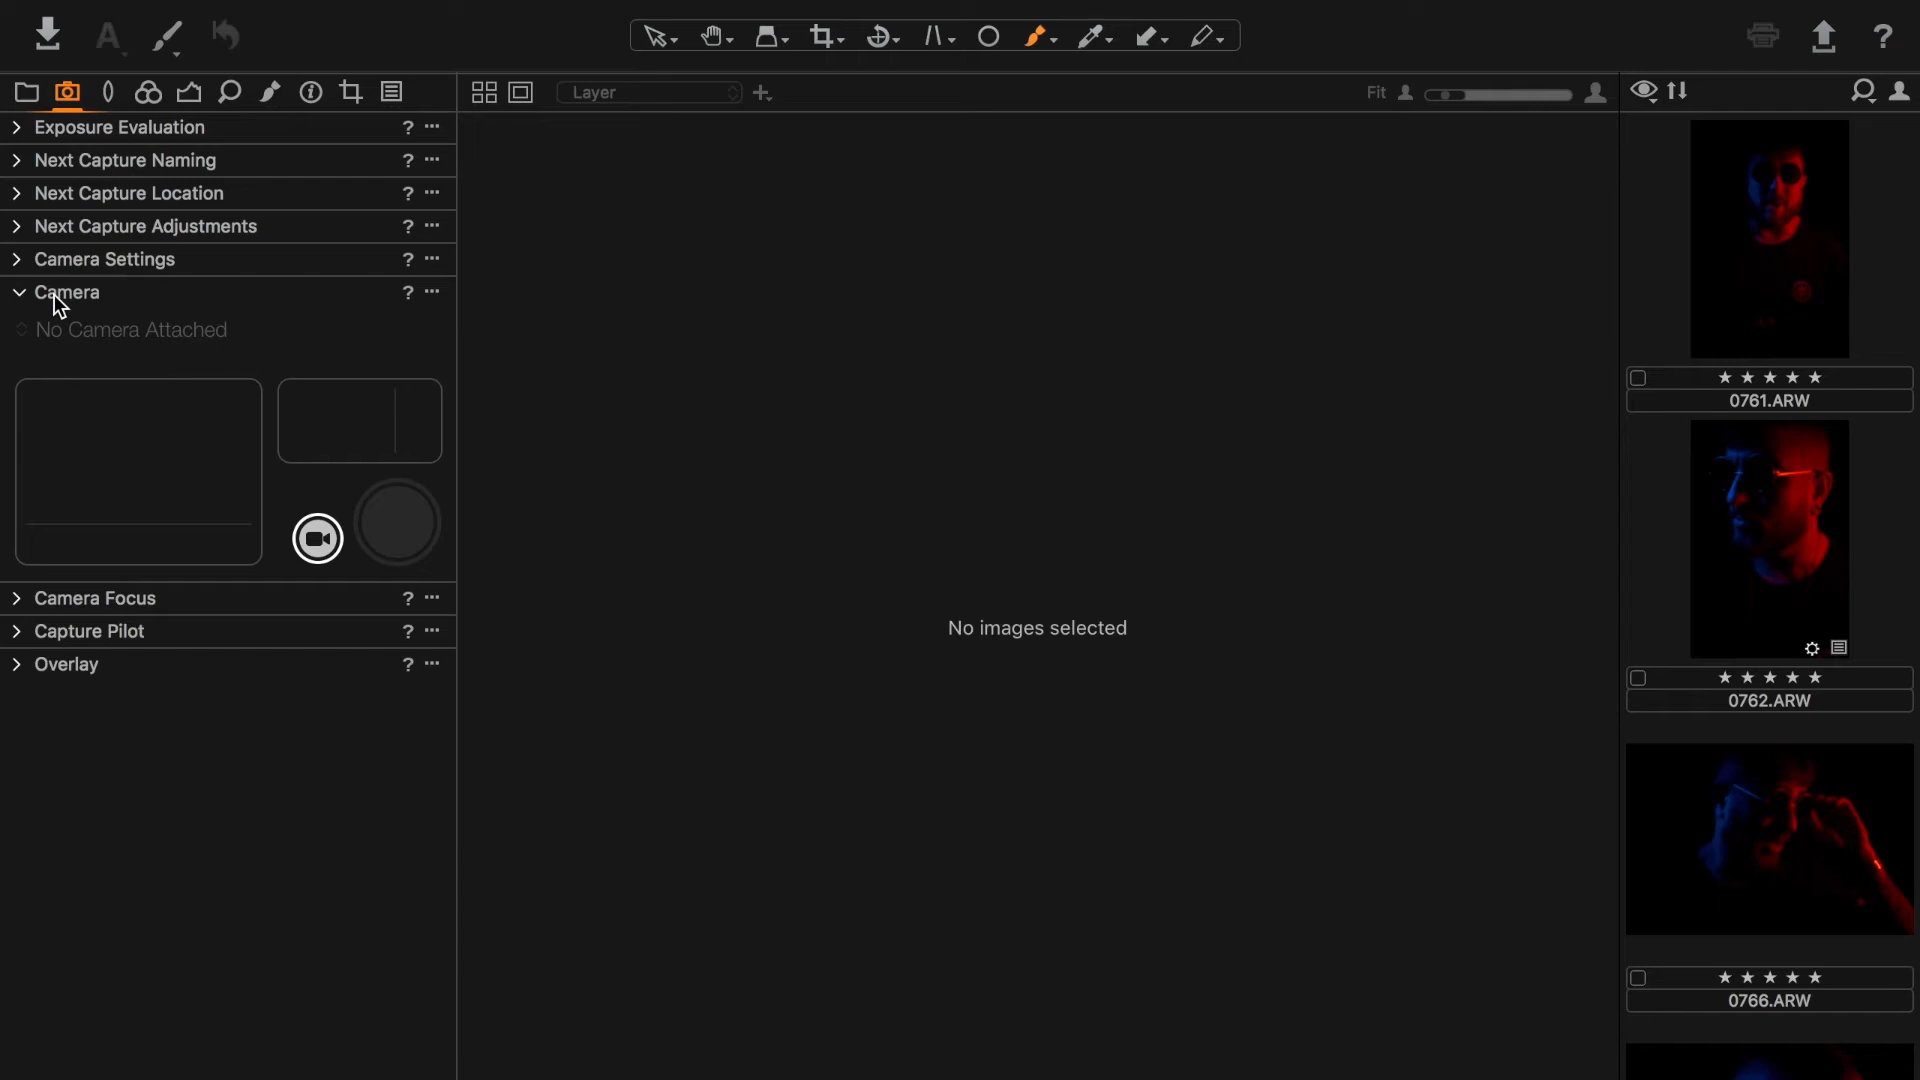 A
?
Layer
Fit
Exposure Evaluation ? ...
Next Capture Naming ? ...
Next Capture Location ? ...
Next Capture Adjustments ? ...
Camera Settings ? ...
Camera ? ...
No Camera Attached
Camera Focus ? ...
Capture Pilot ? ...
Overlay ? ...
No images selected
★ ★ ★ ★ ★
0761.ARW
★ ★ ★ ★ ★
0762.ARW
★ ★ ★ ★ ★
0766.ARW